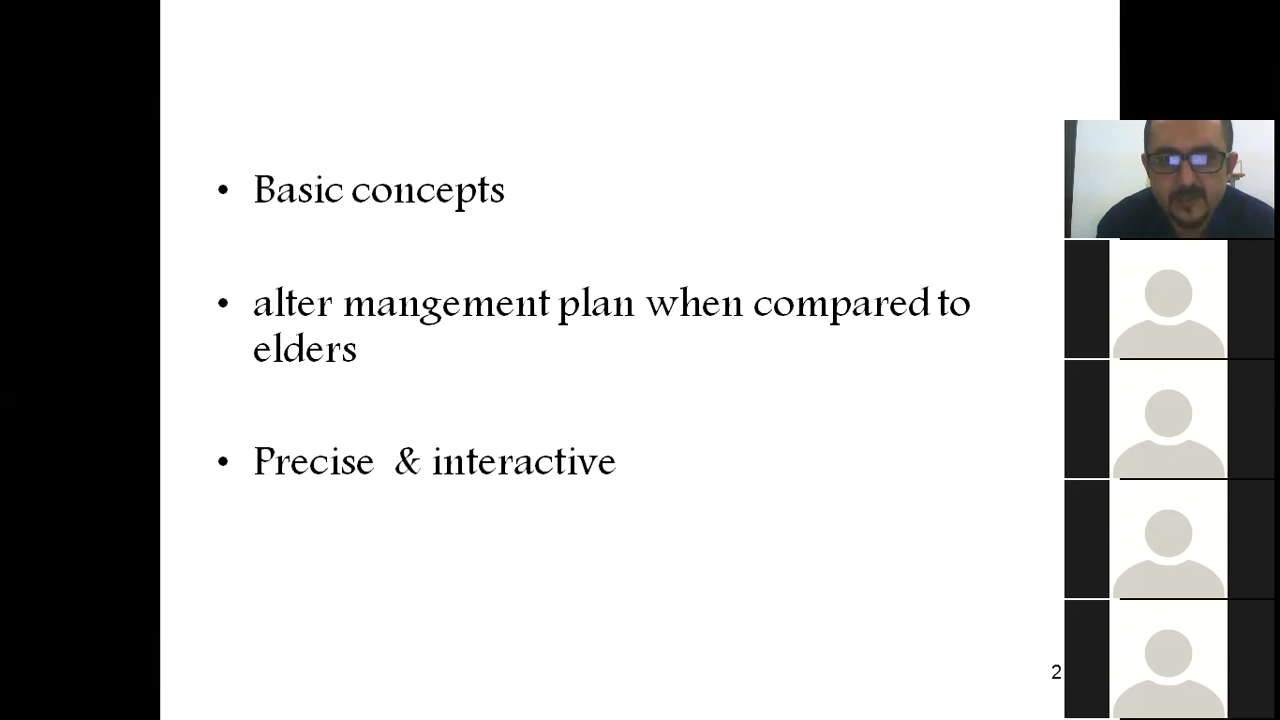 • Basic concepts
• alter mangement plan when compared to
elders
• Precise & interactive
2